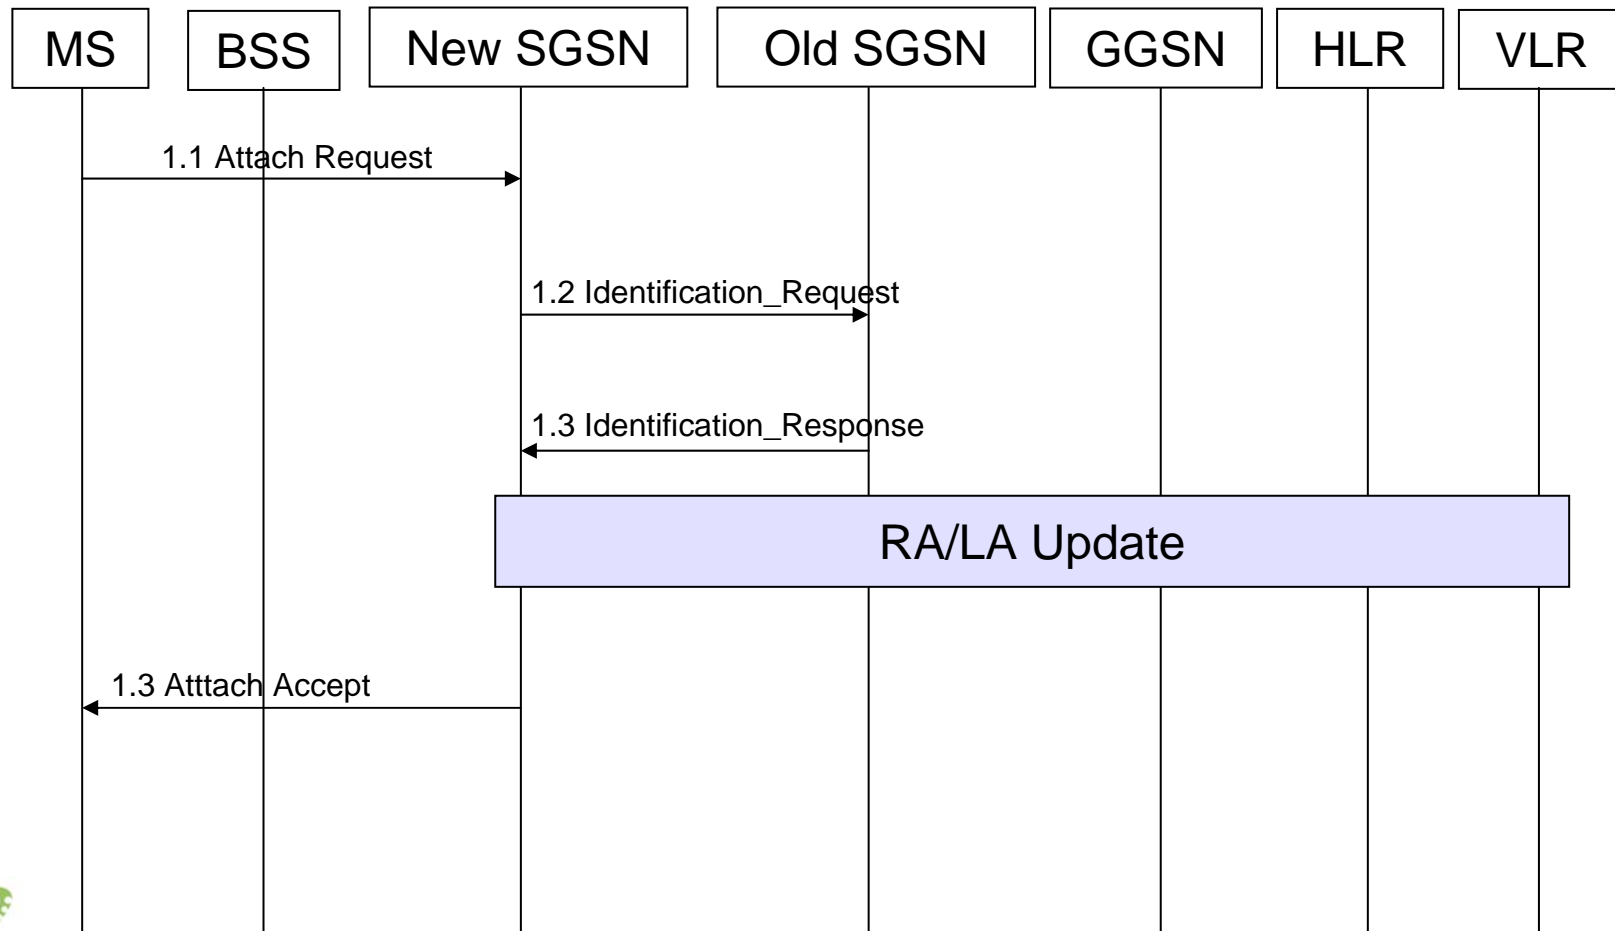 MS BSS New SGSN Old SGSN GGSN HLR VLR
1.1 Attach Request
1.2 Identification_Request
1.3 Identification_Response
RA/LA Update
1.3 Atttach Accept